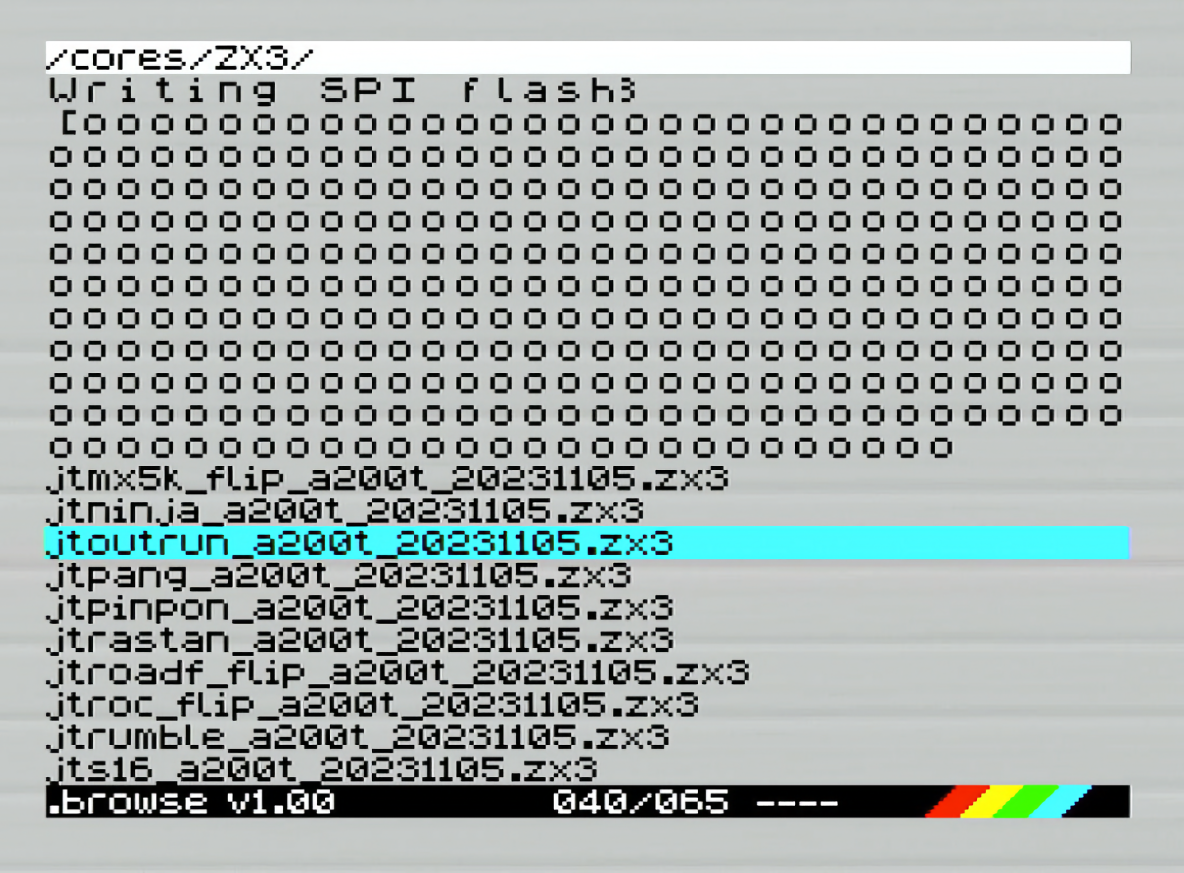 /cores/ZX3/
Writing SPI flash3
[o o o o o o o o o o o o o o o o o o o o o o o o o o o o o o o
o o o o o o o o o o o o o o o o o o o o o o o o o o o o o o o o
o o o o o o o o o o o o o o o o o o o o o o o o o o o o o o o o
o o o o o o o o o o o o o o o o o o o o o o o o o o o o o o o o
o o o o o o o o o o o o o o o o o o o o o o o o o o o o o o o o
o o o o o o o o o o o o o o o o o o o o o o o o o o o o o o o o
o o o o o o o o o o o o o o o o o o o o o o o o o o o o o o o o
o o o o o o o o o o o o o o o o o o o o o o o o o o o o o o o o
o o o o o o o o o o o o o o o o o o o o o o o o o o o o o o o o
o o o o o o o o o o o o o o o o o o o o o o o o o o o o o o o o
o o o o o o o o o o o o o o o o o o o o o o o o o o o
jtmx5k_flip_a200t_20231105.zx3
jtninja_a200t_20231105.zx3
jtoutrun_a200t_20231105.zx3
jtpang_a200t_20231105.zx3
jtpinpon_a200t_20231105.zx3
jtrastan_a200t_20231105.zx3
jtroadf_flip_a200t_20231105.zx3
jtroc_flip_a200t_20231105.zx3
jtrumble_a200t_20231105.zx3
jts16_a200t_20231105.zx3
.browse v1.00 040/065 ----